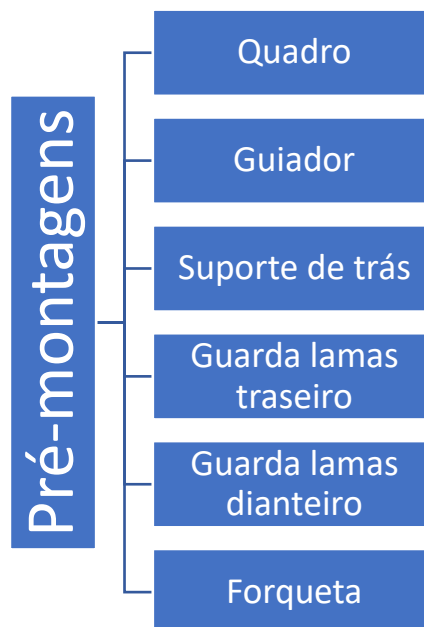 Pré-montagens
Quadro
Guiador
Suporte de trás
Guarda lamas
traseiro
Guarda lamas
dianteiro
Forqueta